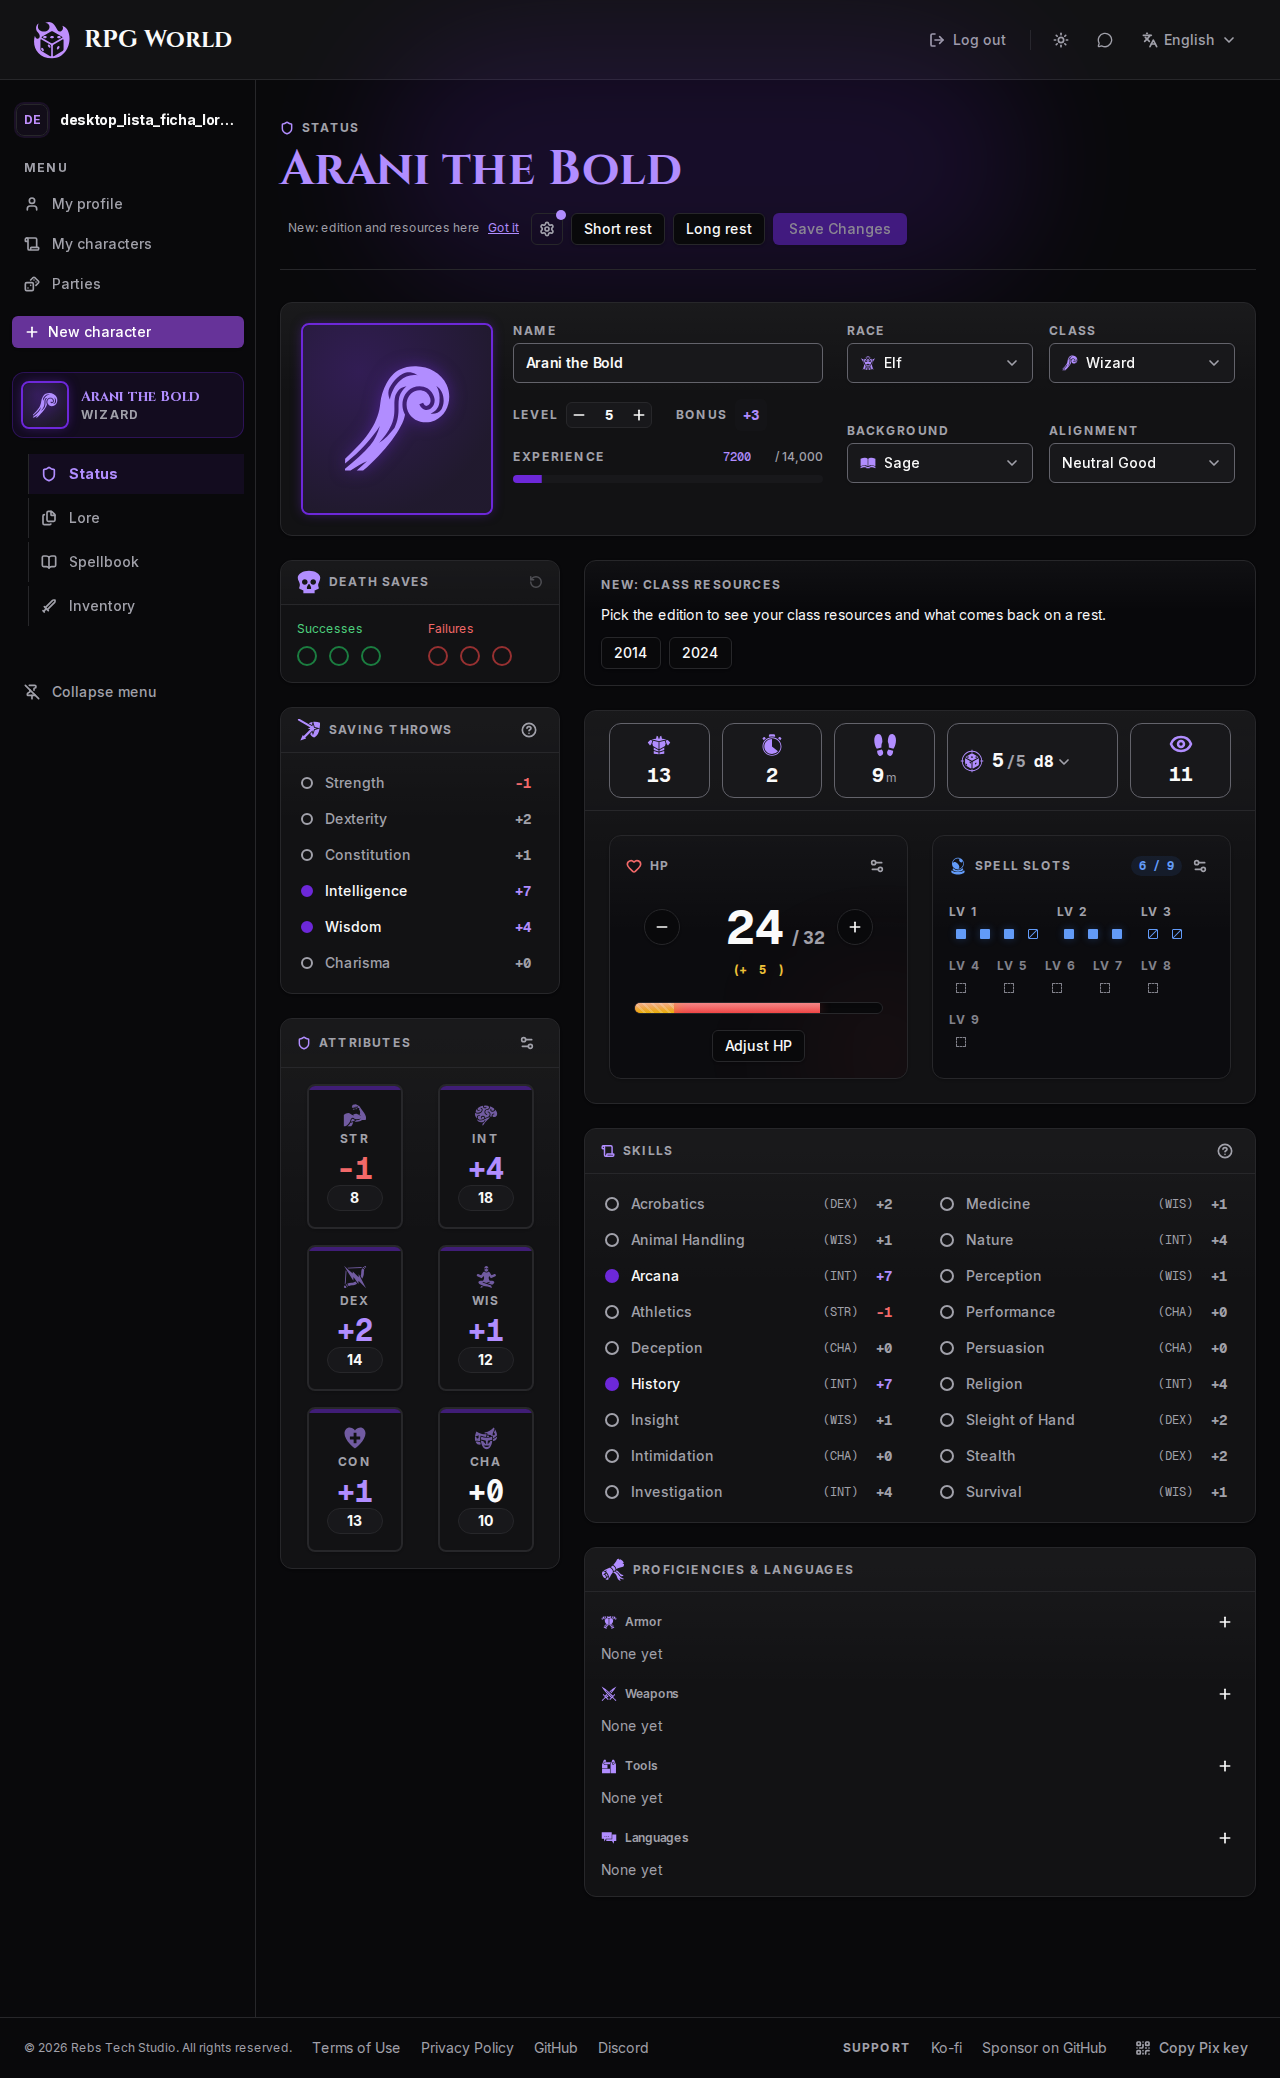 RPG World
Log out
English
DE
desktop_lista_ficha_lor...
MENU
My profile
My characters
Parties
New character
Arani the Bold
WIZARD
Status
Lore
Spellbook
Inventory
Collapse menu
STATUS
Arani the Bold
New: edition and resources here Got it
Short rest
Long rest
Save Changes
NAME
Arani the Bold
RACE
Elf
CLASS
Wizard
LEVEL 5
BONUS +3
EXPERIENCE 7200 / 14,000
BACKGROUND
Sage
ALIGNMENT
Neutral Good
DEATH SAVES
Successes
Failures
NEW: CLASS RESOURCES
Pick the edition to see your class resources and what comes back on a rest.
2014
2024
SAVING THROWS
Strength -1
Dexterity +2
Constitution +1
Intelligence +7
Wisdom +4
Charisma +0
13
2
9m
5/5 d8
11
HP
24 / 32
(+ 5 )
Adjust HP
SPELL SLOTS
6 / 9
LV 1
LV 2
LV 3
LV 4
LV 5
LV 6
LV 7
LV 8
LV 9
ATTRIBUTES
STR
-1
8
INT
+4
18
DEX
+2
14
WIS
+1
12
CON
+1
13
CHA
+0
10
SKILLS
Acrobatics (DEX) +2
Animal Handling (WIS) +1
Arcana (INT) +7
Athletics (STR) -1
Deception (CHA) +0
History (INT) +7
Insight (WIS) +1
Intimidation (CHA) +0
Investigation (INT) +4
Medicine (WIS) +1
Nature (INT) +4
Perception (WIS) +1
Performance (CHA) +0
Persuasion (CHA) +0
Religion (INT) +4
Sleight of Hand (DEX) +2
Stealth (DEX) +2
Survival (WIS) +1
PROFICIENCIES & LANGUAGES
Armor
None yet
Weapons
None yet
Tools
None yet
Languages
None yet
© 2026 Rebs Tech Studio. All rights reserved.
Terms of Use
Privacy Policy
GitHub
Discord
SUPPORT
Ko-fi
Sponsor on GitHub
Copy Pix key